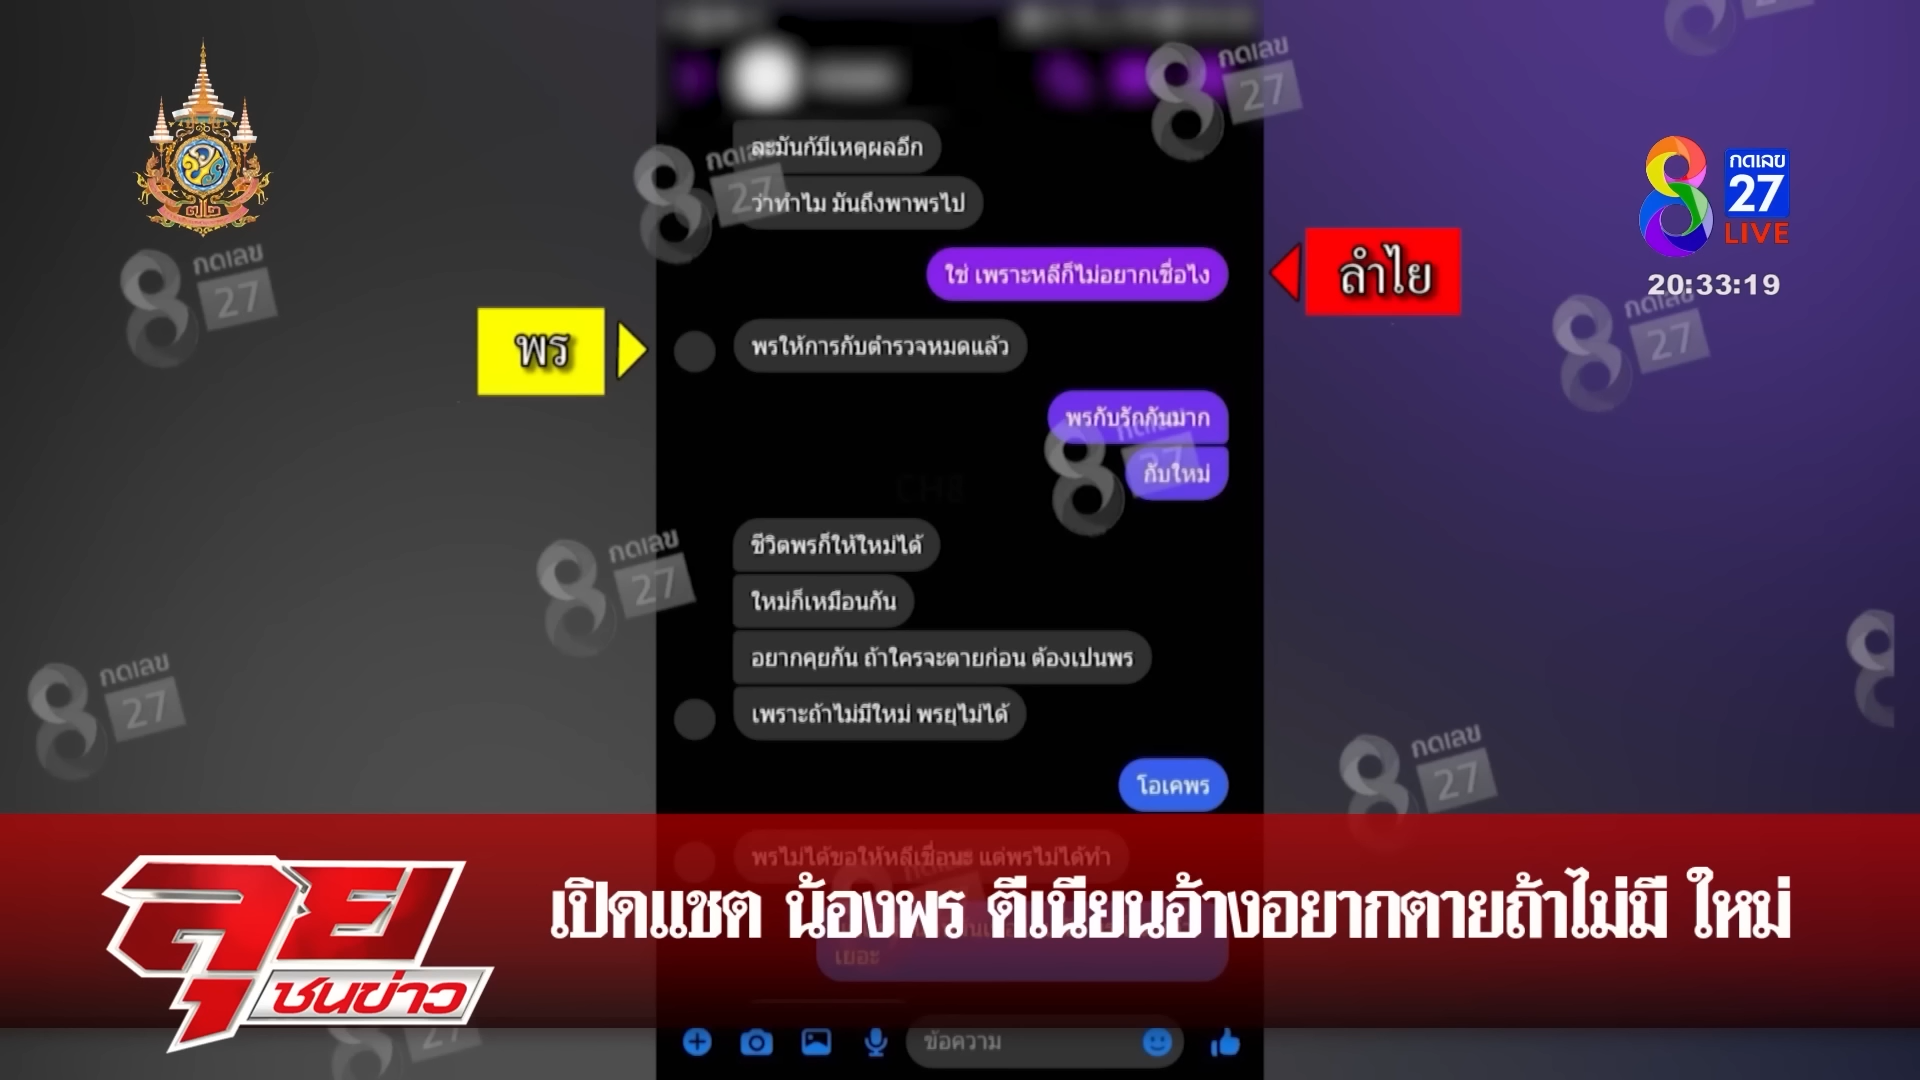 กดเลข
27
LIVE
20:33:19
ละมันก้มีเหตุผลอีก
ว่าทำไม มันถึงพาพรไป
ใช่ เพราะหลีก็ไม่อยากเชื่อไง
ลำไย
พร
พรให้การกับตำรวจหมดแล้ว
พรกับรักกันมาก
กับใหม่
ชีวิตพรก็ให้ใหม่ได้
ใหม่ก็เหมือนกัน
อยากคุยกัน ถ้าใครจะตายก่อน ต้องเปนพร
เพราะถ้าไม่มีใหม่ พรยุไม่ได้
โอเคพร
พรไม่ได้ขอให้หลีเชื่อนะ แต่พรไม่ได้ทำ
เปิดแชต น้องพร ตีเนียนอ้างอยากตายถ้าไม่มี ใหม่
เยอะ
ลุย
ชนข่าว
ข้อความ